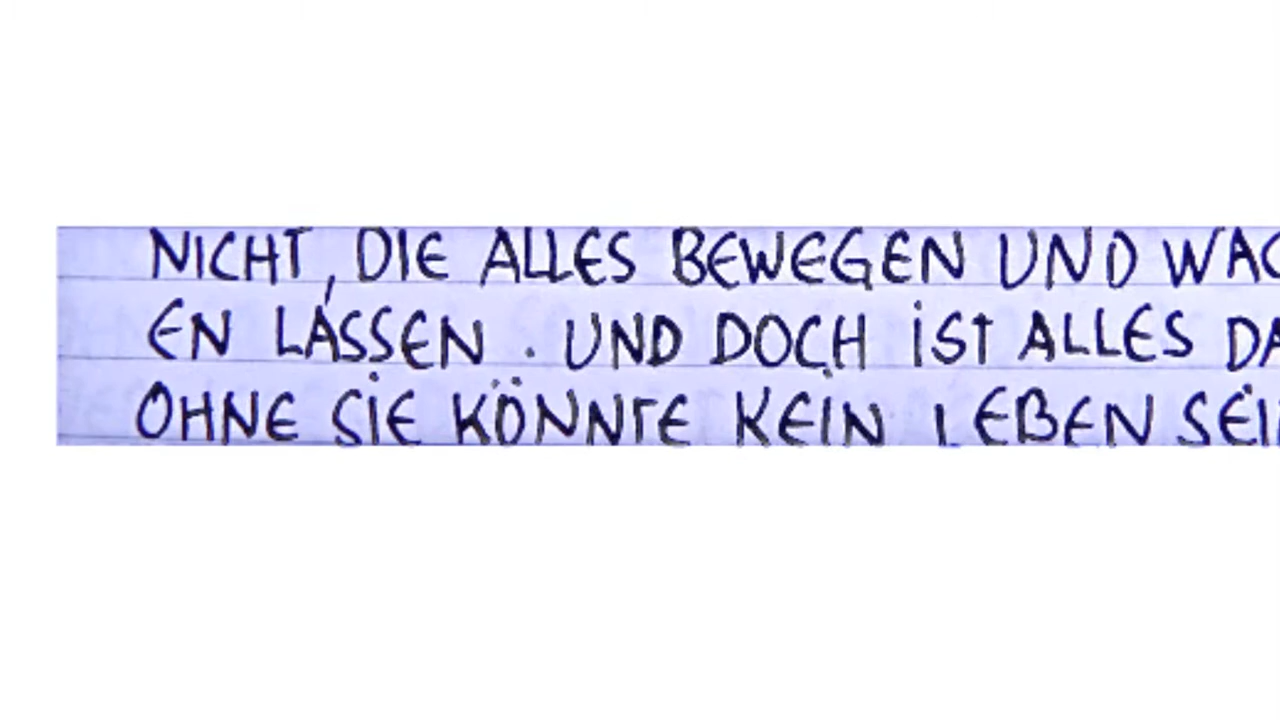 NICHT, DIE ALLES BEWEGEN UND
EN LASSEN. UND DOCH IST ALLES
OHNE SIE KÖNNTE KEIN LEBEN